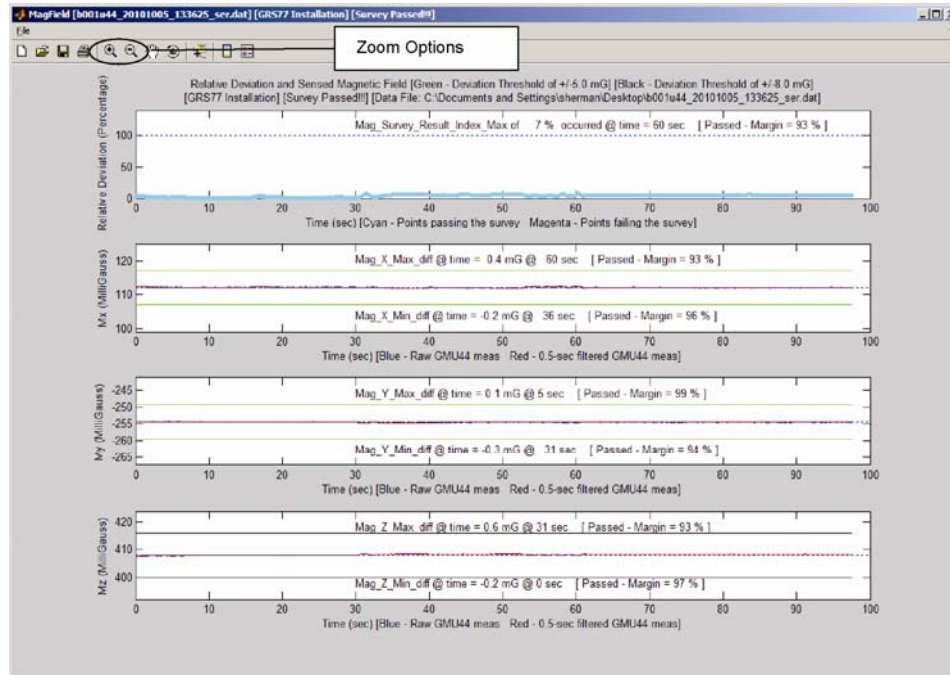 MagField [b001u44_20101005_133625_ser.dat] [GRS77 Installation] [Survey Passed!!!]
File
Zoom Options
Relative Deviation and Sensed Magnetic Field [Green - Deviation Threshold of +/-5.0 mG] [Black - Deviation Threshold of +/-8.0 mG]
[GRS77 Installation] [Survey Passed!!!] [Data File: C:\Documents and Settings\sherman\Desktop\b001u44_20101005_133625_ser.dat]
Relative Deviation (Percentage)
100
50
0
Mag_Survey_Result_Index_Max of 7 % occurred @ time = 60 sec [ Passed - Margin = 93 % ]
0 10 20 30 40 50 60 70 80 90 100
Time (sec) [Cyan - Points passing the survey Magenta - Points failing the survey]
Mx (MilliGauss)
120
110
100
Mag_X_Max_diff @ time = 0.4 mG @ 60 sec [ Passed - Margin = 93 % ]
Mag_X_Min_diff @ time = -0.2 mG @ 36 sec [ Passed - Margin = 96 % ]
0 10 20 30 40 50 60 70 80 90 100
Time (sec) [Blue - Raw GMU44 meas Red - 0.5-sec filtered GMU44 meas]
My (MilliGauss)
-245
-250
-255
-260
-265
Mag_Y_Max_diff @ time = 0.1 mG @ 5 sec [ Passed - Margin = 99 % ]
Mag_Y_Min_diff @ time = -0.3 mG @ 31 sec [ Passed - Margin = 94 % ]
0 10 20 30 40 50 60 70 80 90 100
Time (sec) [Blue - Raw GMU44 meas Red - 0.5-sec filtered GMU44 meas]
Mz (MilliGauss)
420
410
400
Mag_Z_Max_diff @ time = 0.6 mG @ 31 sec [ Passed - Margin = 93 % ]
Mag_Z_Min_diff @ time = -0.2 mG @ 0 sec [ Passed - Margin = 97 % ]
0 10 20 30 40 50 60 70 80 90 100
Time (sec) [Blue - Raw GMU44 meas Red - 0.5-sec filtered GMU44 meas]